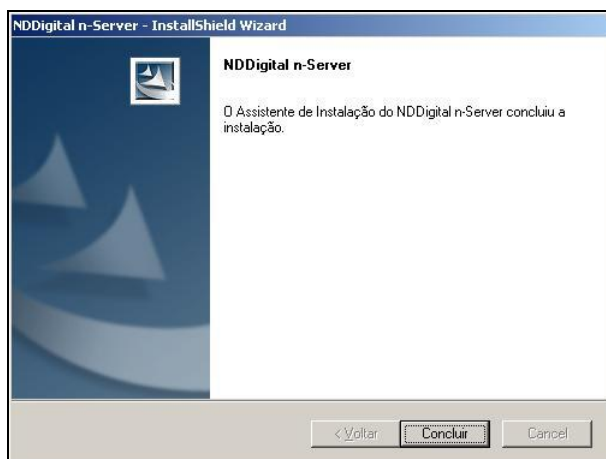 NDDigital n-Server - InstallShield Wizard
NDDigital n-Server
O Assistente de Instalação do NDDigital n-Server concluiu a
instalação.
< Voltar Concluir Cancel